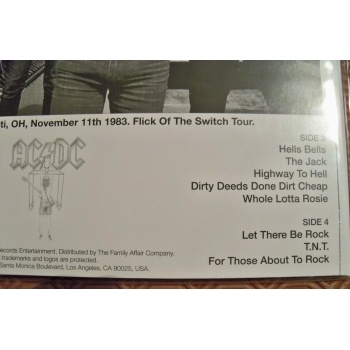 ti, OH, November 11th 1983. Flick Of The Switch Tour.
AC DC
SIDE 3
Hells Bells
The Jack
Highway To Hell
Dirty Deeds Done Dirt Cheap
Whole Lotta Rosie
SIDE 4
Let There Be Rock
T.N.T.
For Those About To Rock
ecords Entertainment. Distributed by The Family Affair Company.
trademarks and logos are protected.
Santa Monica Boulevard, Los Angeles, CA 90025, USA.